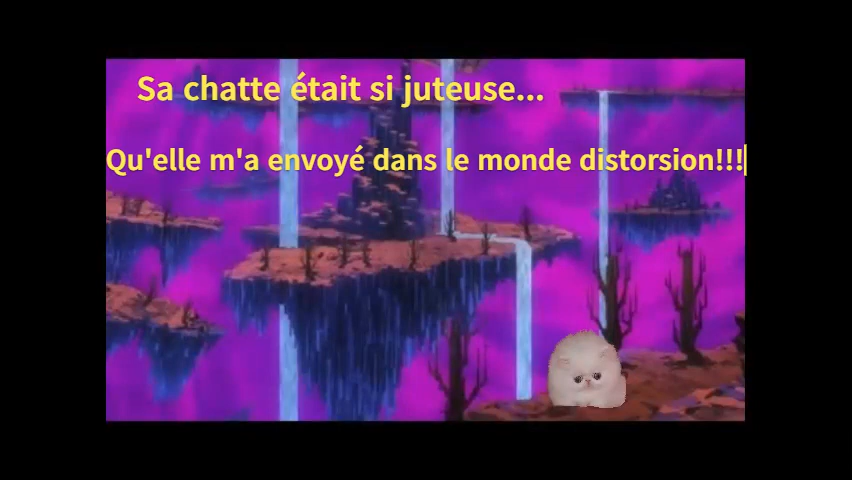 Sa chatte était si juteuse...
Qu'elle m'a envoyé dans le monde distorsion!!!